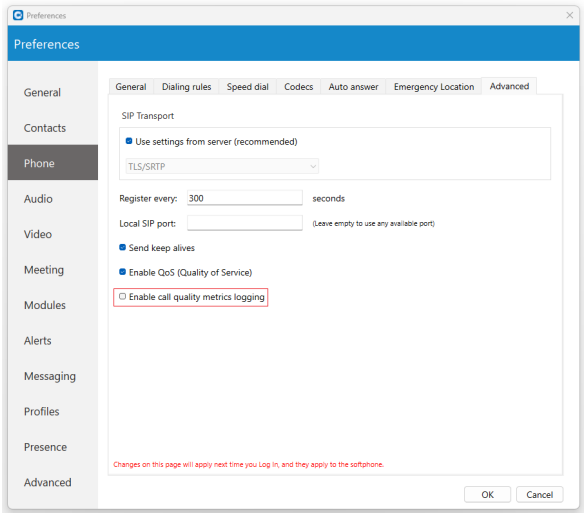 Preferences
Preferences
General
Contacts
Phone
Audio
Video
Meeting
Modules
Alerts
Messaging
Profiles
Presence
Advanced
General Dialing rules Speed dial Codecs Auto answer Emergency Location Advanced
SIP Transport
Use settings from server (recommended)
TLS/SRTP
Register every: 300 seconds
Local SIP port: (Leave empty to use any available port)
Send keep alives
Enable QoS (Quality of Service)
Enable call quality metrics logging
Changes on this page will apply next time you Log In, and they apply to the softphone.
OK Cancel